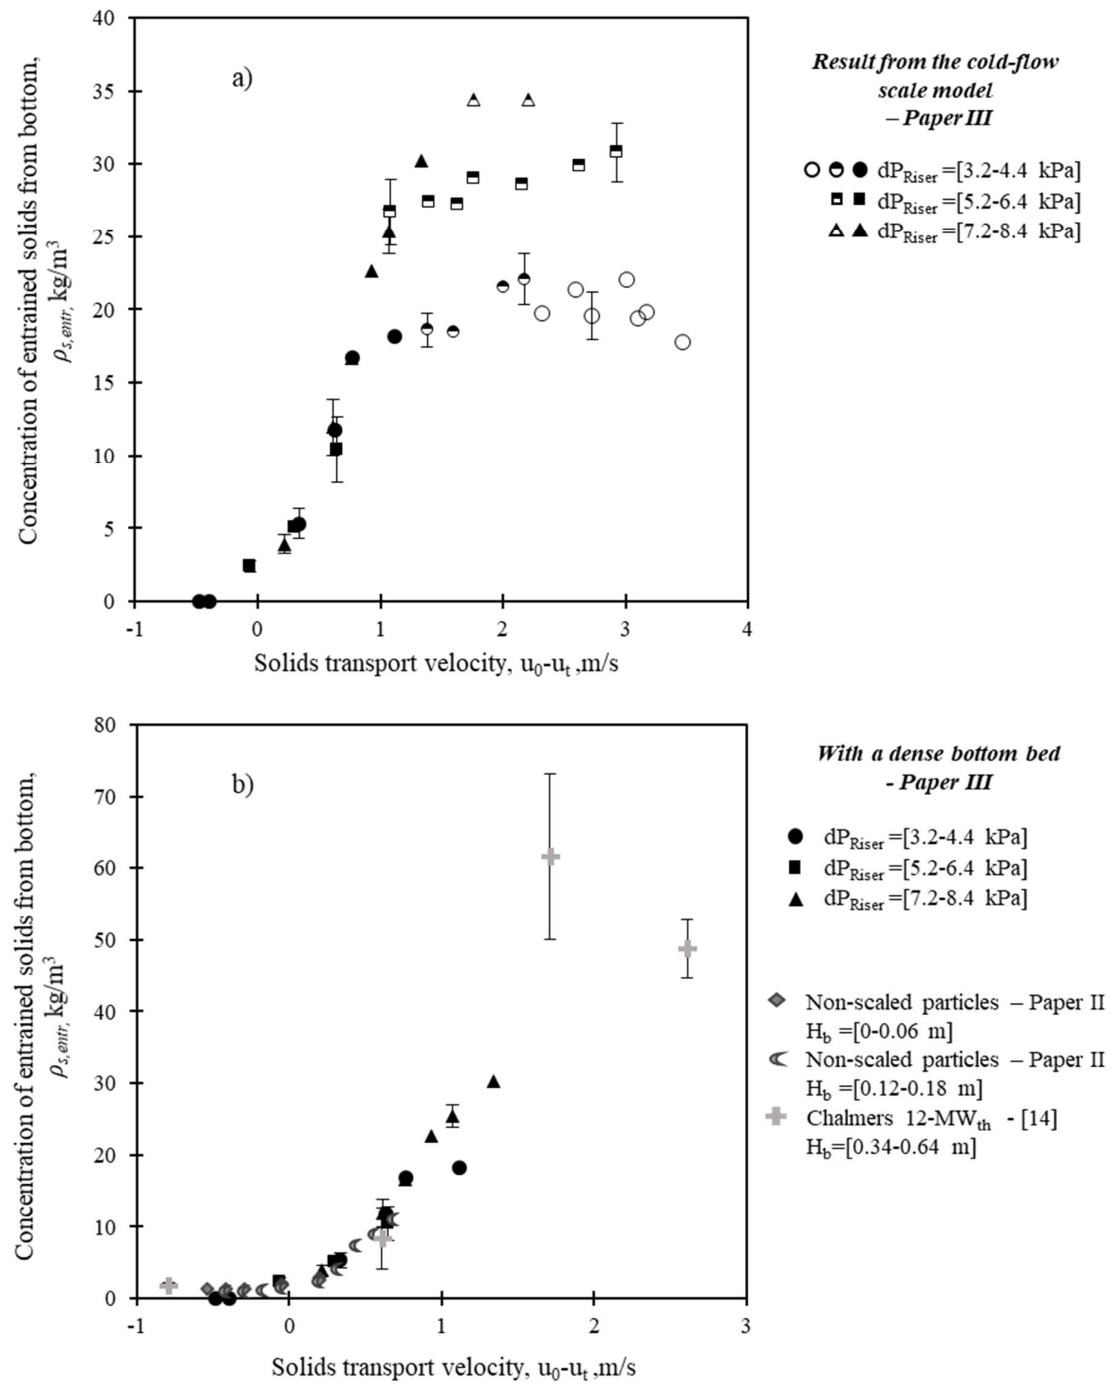 40
35
30
25
20
15
10
5
0
Concentration of entrained solids from bottom,
ρs,entr, kg/m3
a)
-1 0 1 2 3 4
Solids transport velocity, u0-ut ,m/s
Result from the cold-flow
scale model
– Paper III
dPRiser =[3.2-4.4 kPa]
dPRiser =[5.2-6.4 kPa]
dPRiser =[7.2-8.4 kPa]
80
70
60
50
40
30
20
10
0
Concentration of entrained solids from bottom,
ρs,entr, kg/m3
b)
-1 0 1 2 3
Solids transport velocity, u0-ut ,m/s
With a dense bottom bed
- Paper III
dPRiser =[3.2-4.4 kPa]
dPRiser =[5.2-6.4 kPa]
dPRiser =[7.2-8.4 kPa]
Non-scaled particles – Paper II
Hb =[0-0.06 m]
Non-scaled particles – Paper II
Hb =[0.12-0.18 m]
Chalmers 12-MWth - [14]
Hb=[0.34-0.64 m]